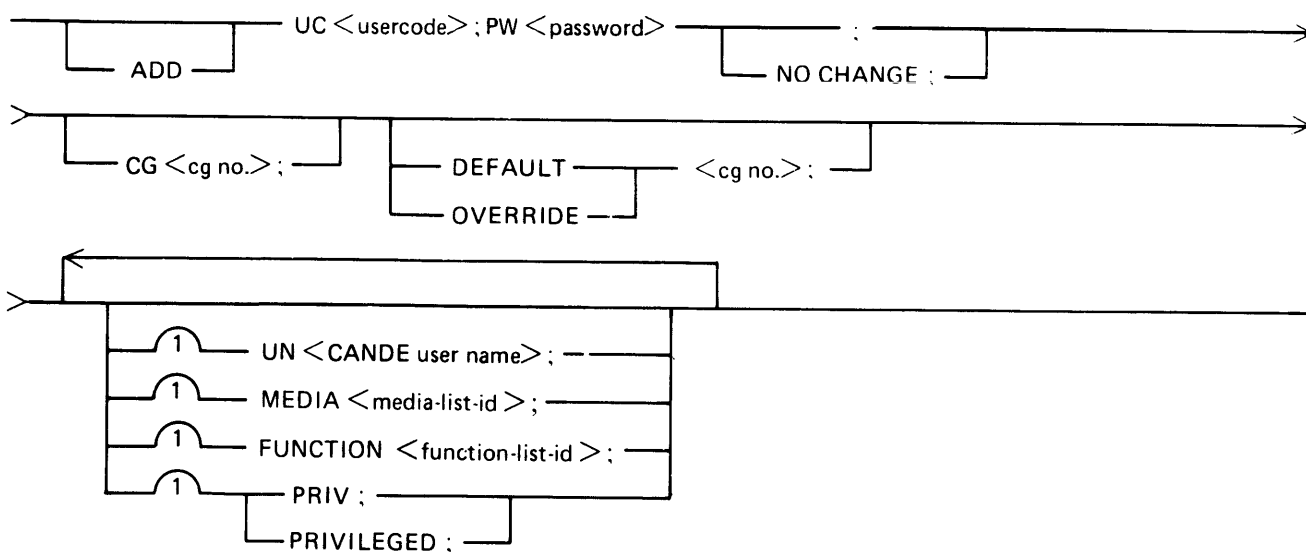 UC <usercode> ; PW <password> ;
ADD NO CHANGE ;
CG <cg no.> ; DEFAULT <cg no.> ;
OVERRIDE
1 UN <CANDE user name> ;
1 MEDIA <media-list-id> ;
1 FUNCTION <function-list-id> ;
1 PRIV ;
PRIVILEGED ;